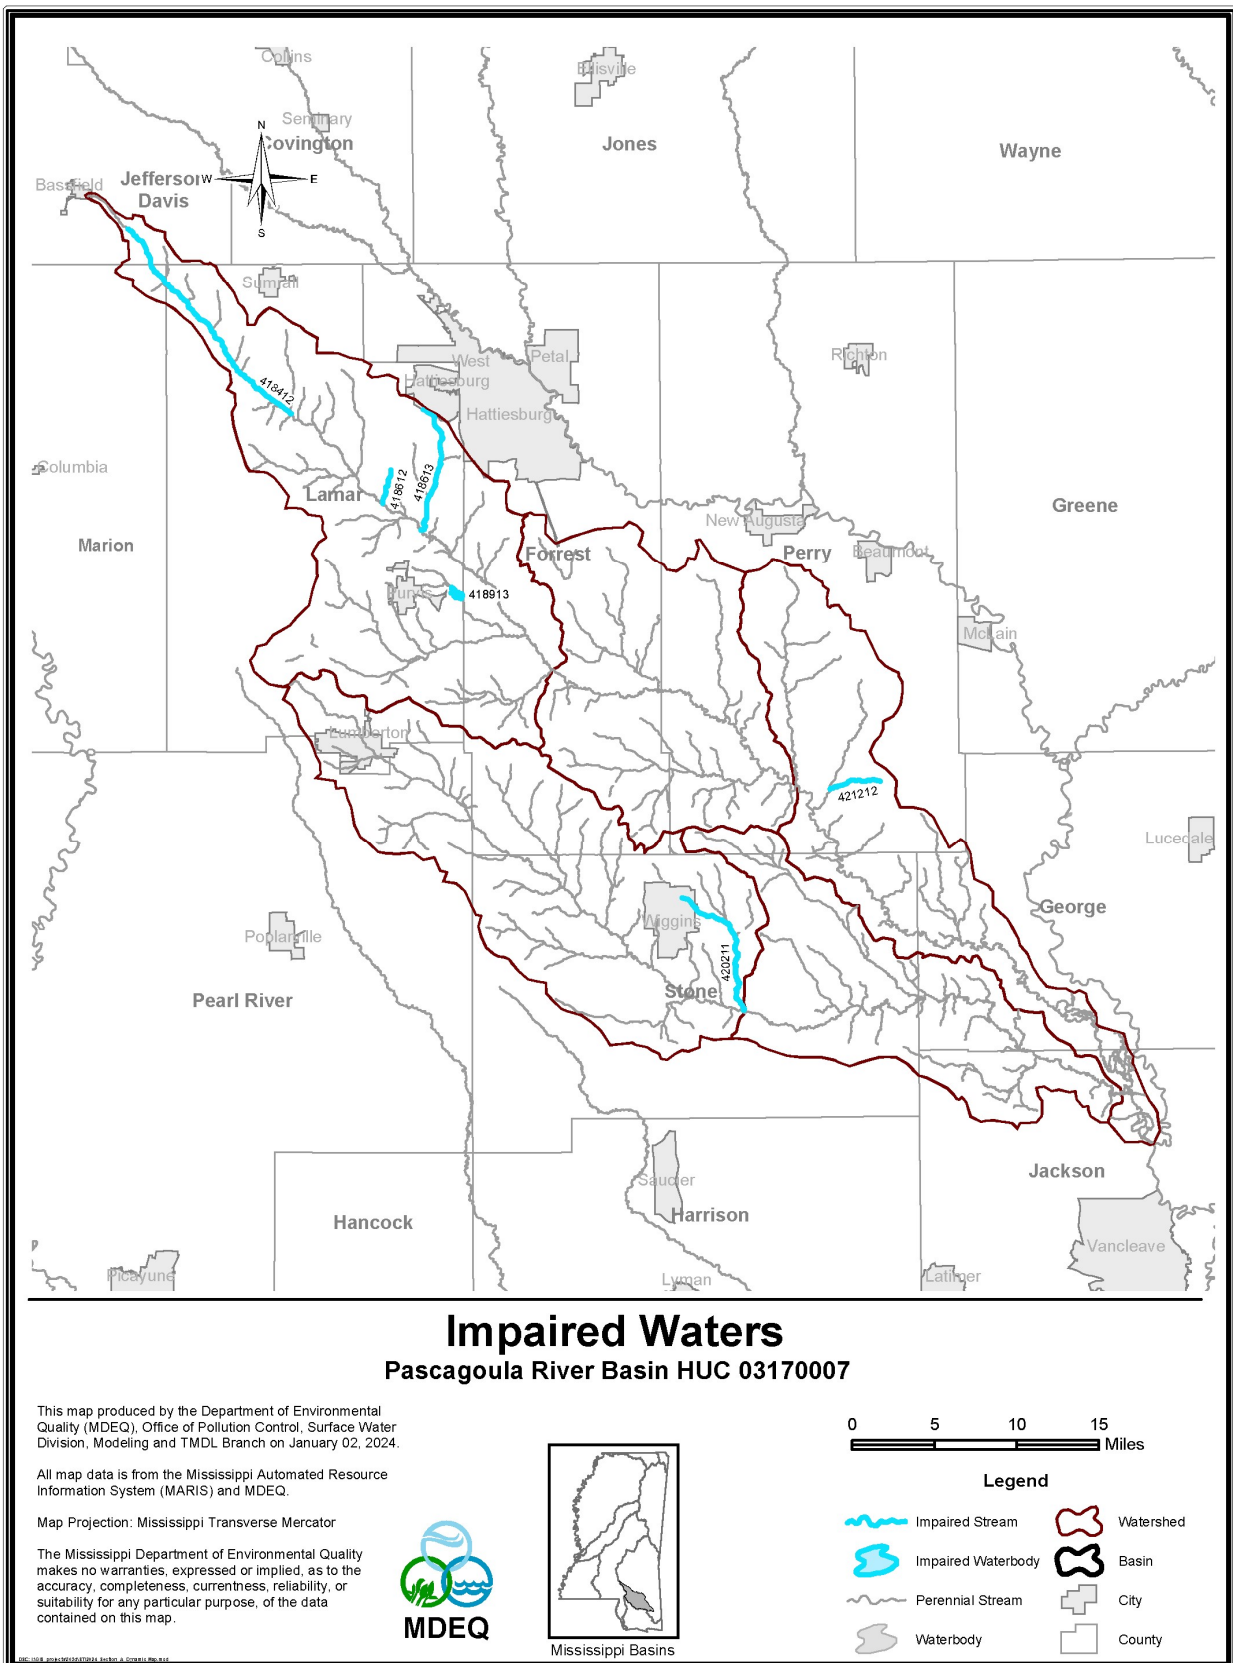 Collins
Ellisville
Seminary
N
Covington
Jones
Wayne
Bassfield
Jefferson
W
E
Davis
S
Sumrall
West
Petal
Richton
Hattiesburg
418412
Hattiesburg
Columbia
418612
418613
Lamar
Greene
New Augusta
Marion
Forrest
Perry
Beaumont
Purvis
418913
McLain
Lumberton
421212
Lucedale
George
Wiggins
Poplarville
420211
Stone
Pearl River
Jackson
Saucier
Hancock
Harrison
Vancleave
Picayune
Lyman
Latimer
Impaired Waters
Pascagoula River Basin HUC 03170007
This map produced by the Department of Environmental
Quality (MDEQ), Office of Pollution Control, Surface Water
Division, Modeling and TMDL Branch on January 02, 2024.
All map data is from the Mississippi Automated Resource
Information System (MARIS) and MDEQ.
Map Projection: Mississippi Transverse Mercator
The Mississippi Department of Environmental Quality
makes no warranties, expressed or implied, as to the
accuracy, completeness, currentness, reliability, or
suitability for any particular purpose, of the data
contained on this map.
MDEQ
Mississippi Basins
0 5 10 15
Miles
Legend
Impaired Stream
Watershed
Impaired Waterbody
Basin
Perennial Stream
City
Waterbody
County